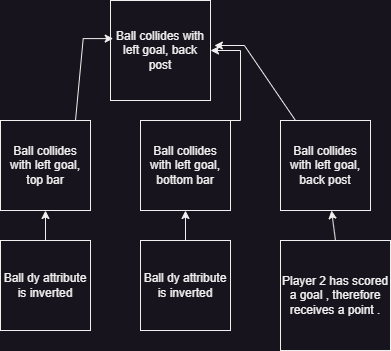 Ball collides with
left goal, back
post
Ball collides
with left goal,
top bar
Ball collides
with left goal,
bottom bar
Ball collides
with left goal,
back post
Ball dy attribute
is inverted
Ball dy attribute
is inverted
Player 2 has scored
a goal , therefore
receives a point .